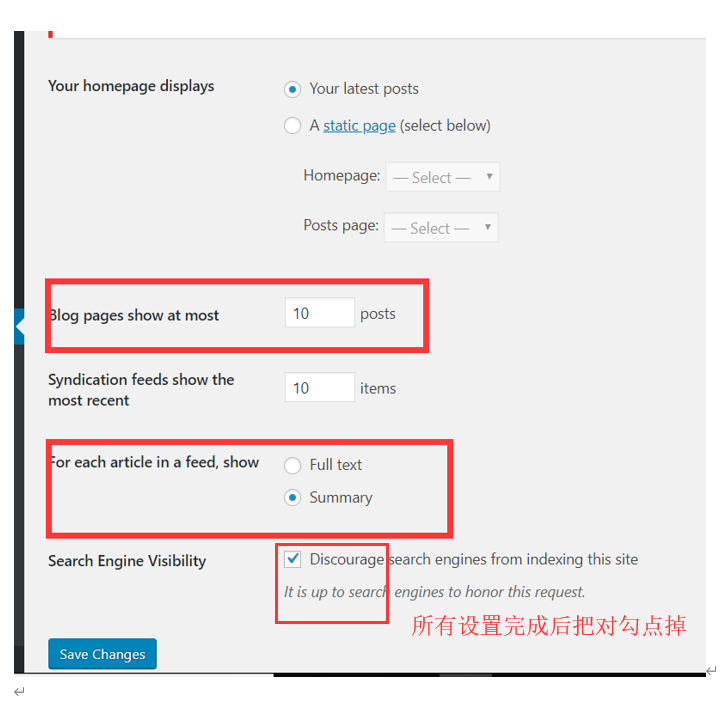 Your homepage displays
Your latest posts
A static page (select below)
Homepage: — Select —
Posts page: — Select —
Blog pages show at most 10 posts
Syndication feeds show the most recent 10 items
For each article in a feed, show
Full text
Summary
Search Engine Visibility
Discourage search engines from indexing this site
It is up to search engines to honor this request.
所有设置完成后把对勾点掉
Save Changes